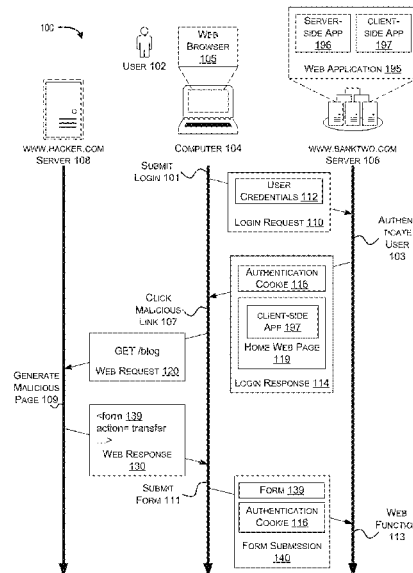 100
USER 102
WEB
BROWSER
105
SERVER-
SIDE APP
196
CLIENT-
SIDE APP
197
WEB APPLICATION 195
WWW.HACKER.COM
SERVER 108
COMPUTER 104
WWW.BANKTWO.COM
SERVER 106
SUBMIT
LOGIN 101
USER
CREDENTIALS 112
LOGIN REQUEST 110
AUTHEN-
TICATE
USER
103
AUTHENTICATION
COOKIE 116
CLICK
MALICIOUS
LINK 107
CLIENT-SIDE
APP 197
HOME WEB PAGE
119
LOGIN RESPONSE 114
GET /blog
WEB REQUEST 120
GENERATE
MALICIOUS
PAGE 109
<form 139
action= transfer
...>
WEB RESPONSE
130
SUBMIT
FORM 111
FORM 139
AUTHENTICATION
COOKIE 116
FORM SUBMISSION
140
WEB
FUNCTIO
113